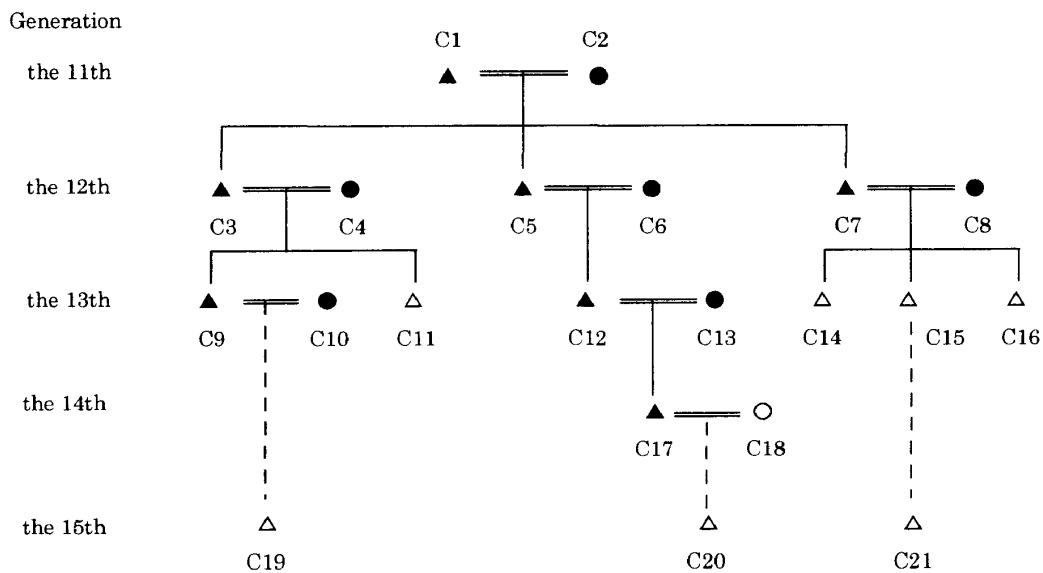 Generation
C1 C2
the 11th
the 12th
C3 C4 C5 C6 C7 C8
the 13th
C9 C10 C11 C12 C13 C14 C15 C16
the 14th
C17 C18
the 15th
C19 C20 C21